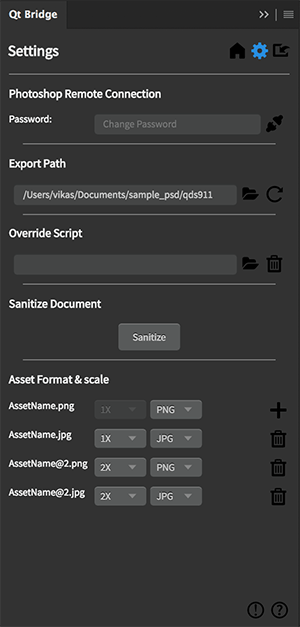 Qt Bridge
Settings
Photoshop Remote Connection
Password: Change Password
Export Path
/Users/vikas/Documents/sample_psd/qds911
Override Script
Sanitize Document
Sanitize
Asset Format & scale
AssetName.png 1X PNG
AssetName.jpg 1X JPG
AssetName@2.png 2X PNG
AssetName@2.jpg 2X JPG